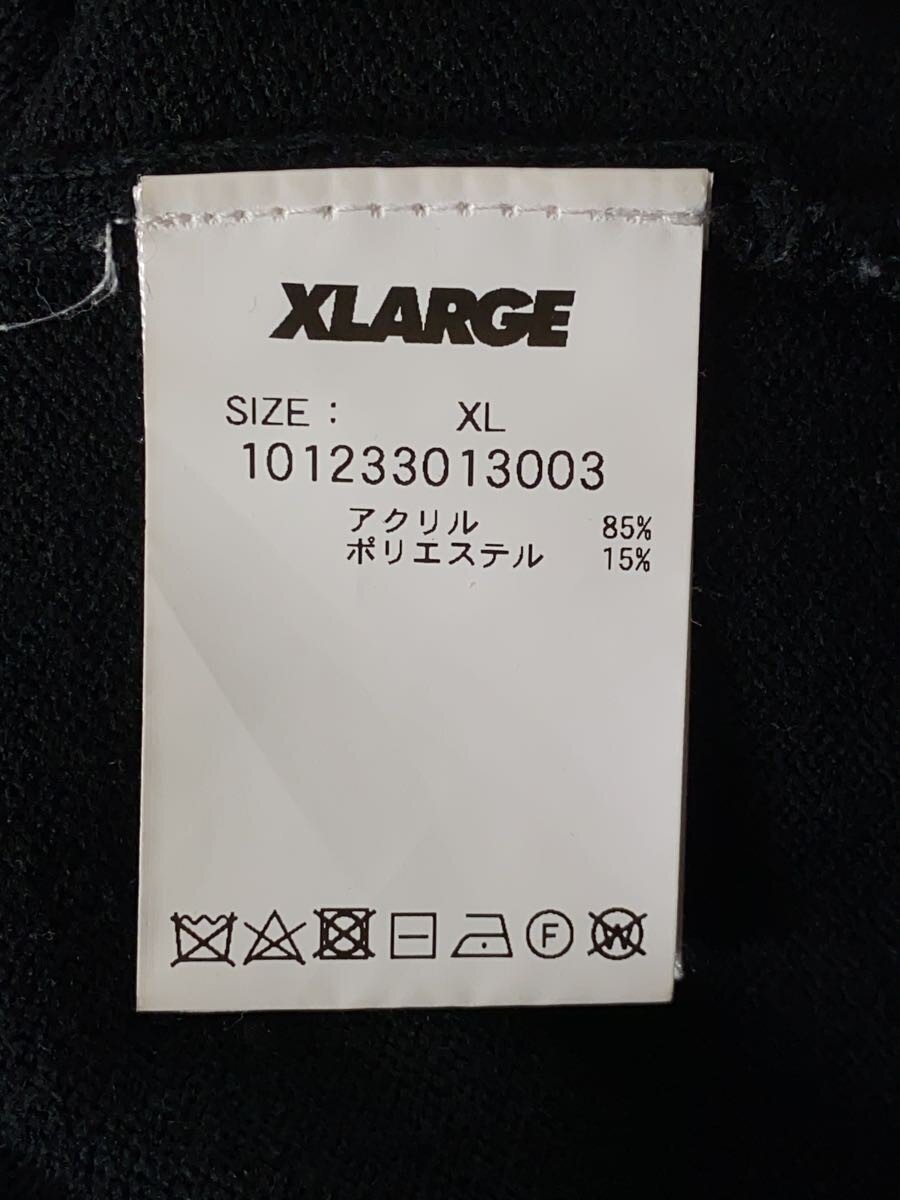 XLARGE
SIZE : XL
101233013003
アクリル 85%
ポリエステル 15%
F W